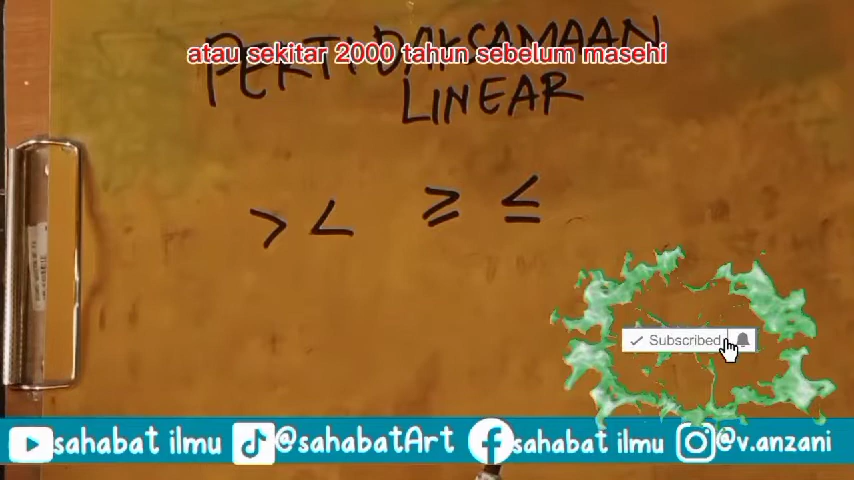 atau sekitar 2000 tahun sebelum masehi
PERTIDAKSAMAAN
LINEAR
> < ≥ ≤
Subscribed
sahabat ilmu @sahabatArt sahabat ilmu @v.anzani